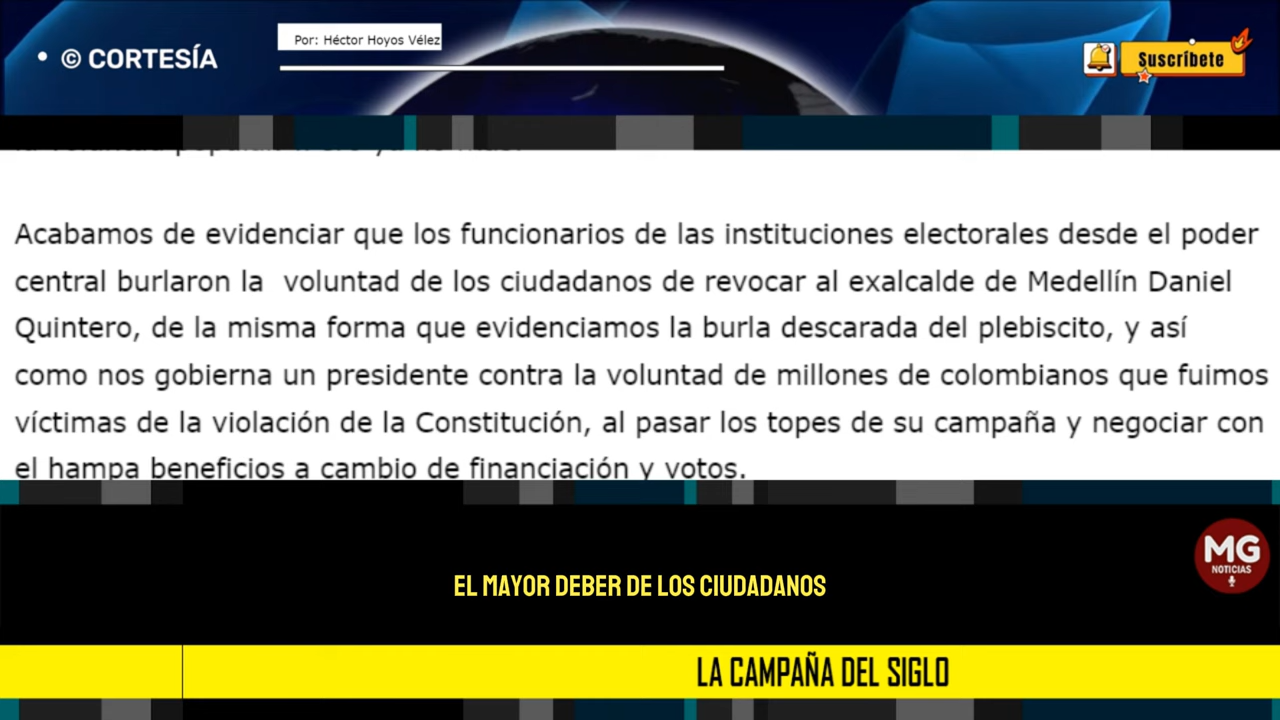 • © CORTESÍA
Por: Héctor Hoyos Vélez
Suscríbete
Acabamos de evidenciar que los funcionarios de las instituciones electorales desde el poder
central burlaron la voluntad de los ciudadanos de revocar al exalcalde de Medellín Daniel
Quintero, de la misma forma que evidenciamos la burla descarada del plebiscito, y así
como nos gobierna un presidente contra la voluntad de millones de colombianos que fuimos
víctimas de la violación de la Constitución, al pasar los topes de su campaña y negociar con
el hampa beneficios a cambio de financiación y votos.
MG
NOTICIAS
EL MAYOR DEBER DE LOS CIUDADANOS
LA CAMPAÑA DEL SIGLO